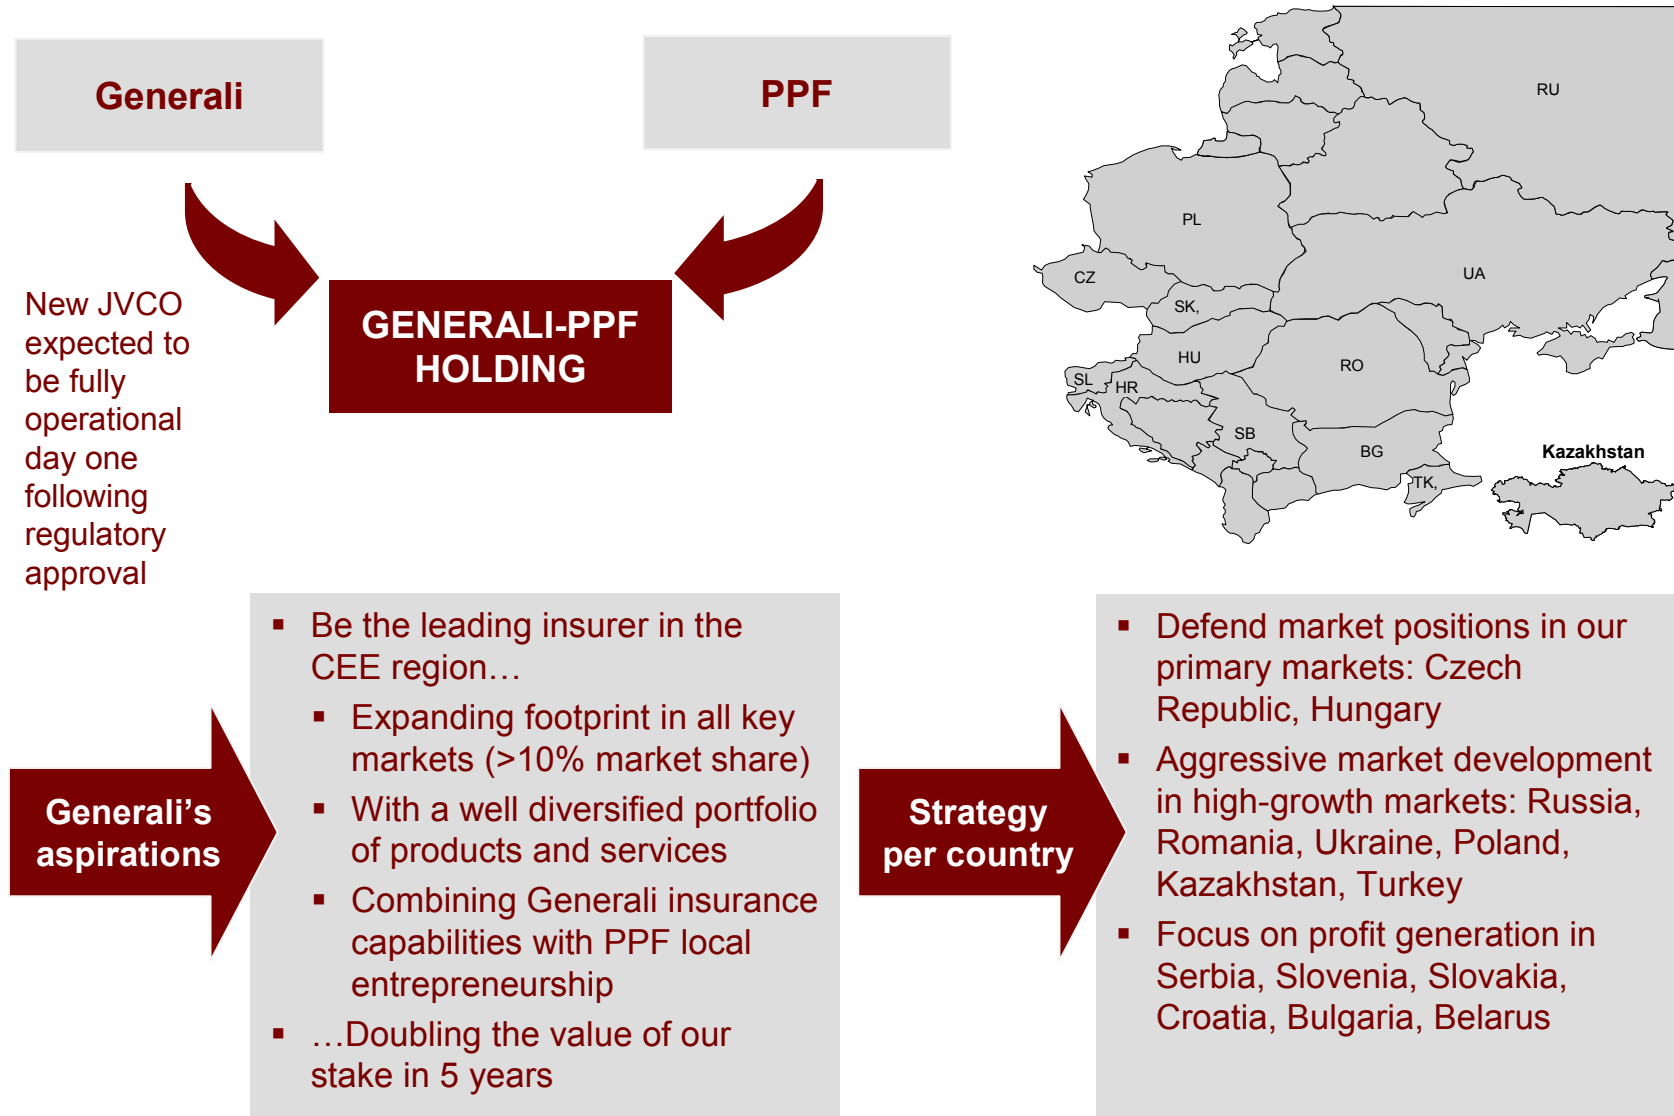 Generali
PPF
New JVCO
expected to
be fully
operational
day one
following
regulatory
approval
GENERALI-PPF
HOLDING
RU
PL
CZ
UA
SK,
HU
RO
SL
HR
SB
BG
TK,
Kazakhstan
Generali’s
aspirations
▪ Be the leading insurer in the
CEE region…
▪ Expanding footprint in all key
markets (>10% market share)
▪ With a well diversified portfolio
of products and services
▪ Combining Generali insurance
capabilities with PPF local
entrepreneurship
▪ …Doubling the value of our
stake in 5 years
Strategy
per country
▪ Defend market positions in our
primary markets: Czech
Republic, Hungary
▪ Aggressive market development
in high-growth markets: Russia,
Romania, Ukraine, Poland,
Kazakhstan, Turkey
▪ Focus on profit generation in
Serbia, Slovenia, Slovakia,
Croatia, Bulgaria, Belarus